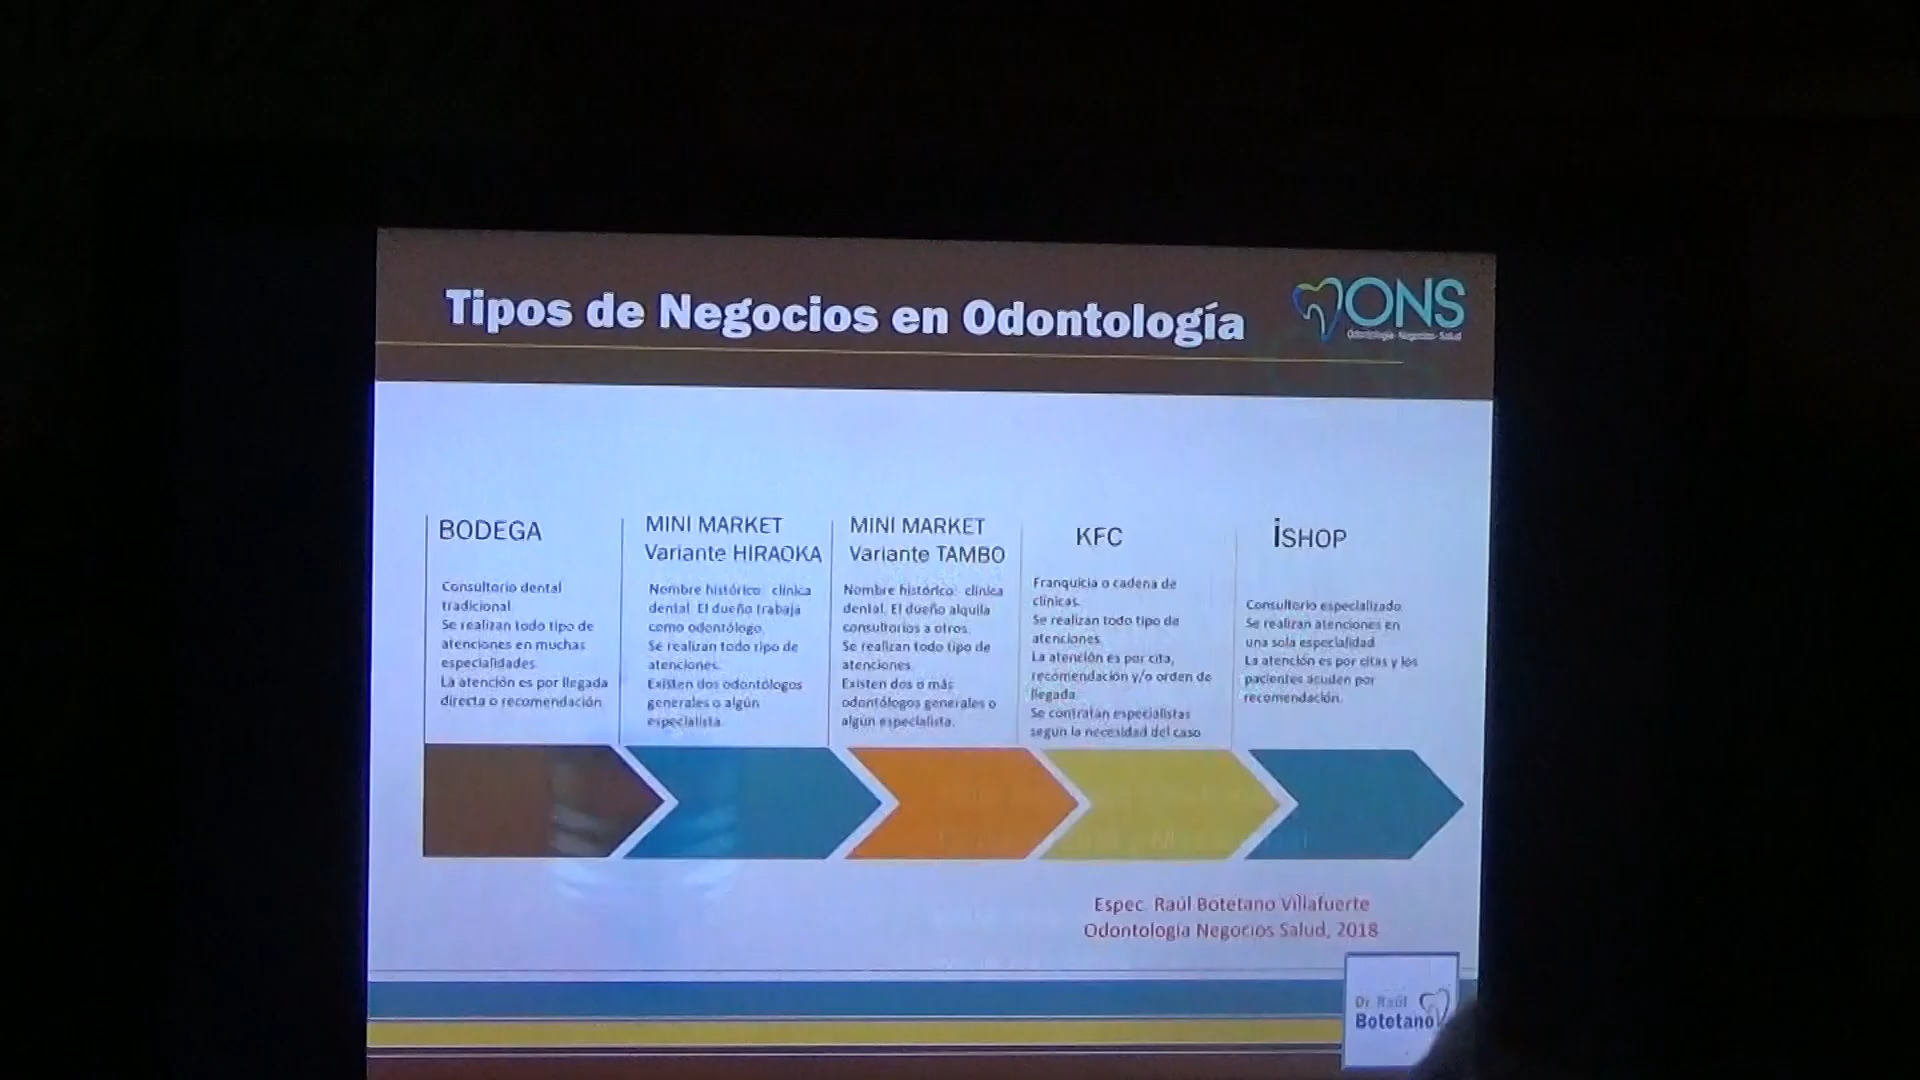 Tipos de Negocios en Odontología
ONS
Odontología Negocios Salud
BODEGA
Consultorio dental
tradicional.
Se realizan todo tipo de
atenciones en muchas
especialidades.
La atención es por llegada
directa o recomendación
MINI MARKET
Variante HIRAOKA
Nombre histórico: clínica
dental. El dueño trabaja
como odontólogo.
Se realizan todo tipo de
atenciones.
Existen dos odontólogos
generales o algún
especialista.
MINI MARKET
Variante TAMBO
Nombre histórico: clínica
dental. El dueño alquila
consultorios a otros.
Se realizan todo tipo de
atenciones.
Existen dos o más
odontólogos generales o
algún especialista.
KFC
Franquicia o cadena de
clínicas.
Se realizan todo tipo de
atenciones.
La atención es por cita,
recomendación y/o orden de
llegada.
Se contratan especialistas
según la necesidad del caso
iSHOP
Consultorio especializado.
Se realizan atenciones en
una sola especialidad.
La atención es por citas y los
pacientes acuden por
recomendación.
Espec. Raúl Botetano Villafuerte
Odontología Negocios Salud, 2018
Dr. Raúl
Botetano